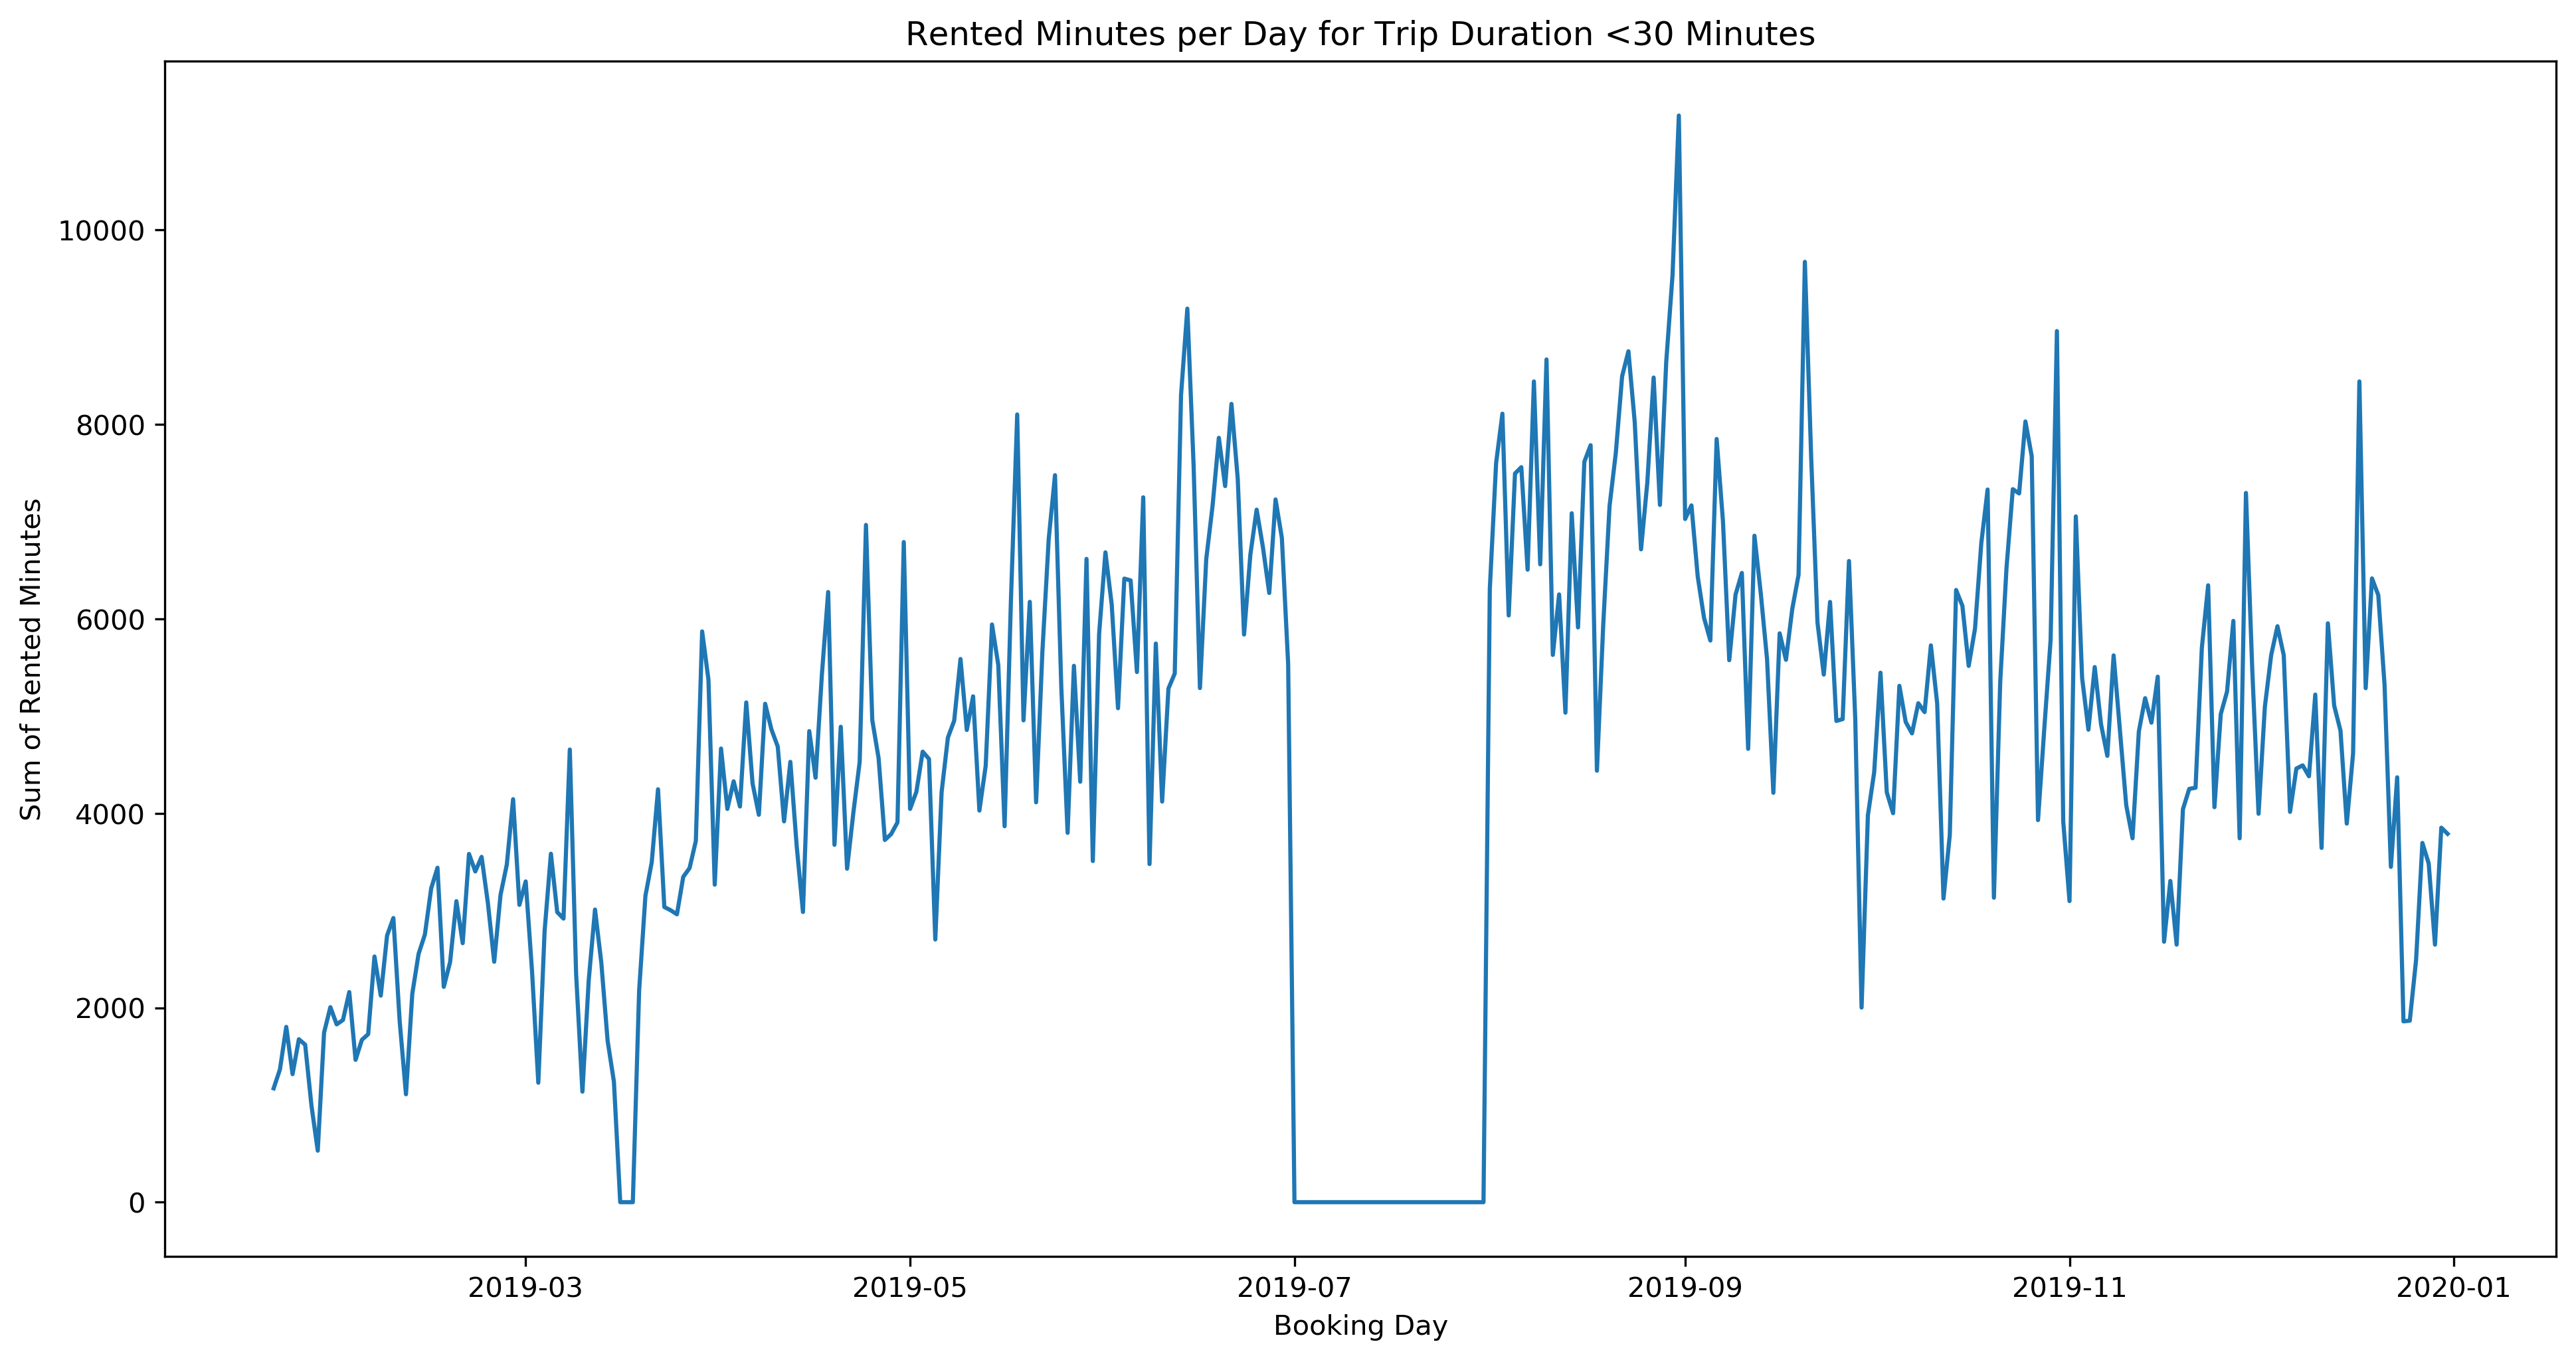 Rented Minutes per Day for Trip Duration <30 Minutes
Sum of Rented Minutes
10000
8000
6000
4000
2000
0
2019-03 2019-05 2019-07 2019-09 2019-11 2020-01
Booking Day